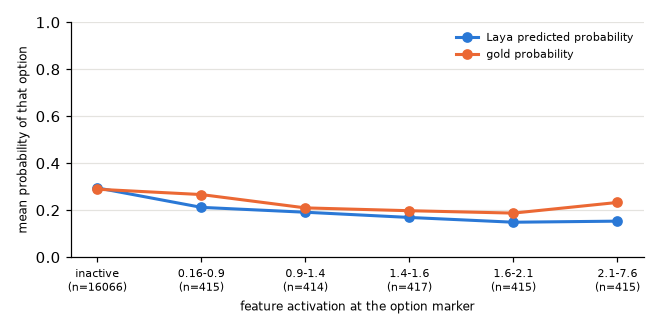 1.0
0.8
0.6
0.4
0.2
0.0
mean probability of that option
Laya predicted probability
gold probability
inactive
(n=16066)
0.16-0.9
(n=415)
0.9-1.4
(n=414)
1.4-1.6
(n=417)
1.6-2.1
(n=415)
2.1-7.6
(n=415)
feature activation at the option marker